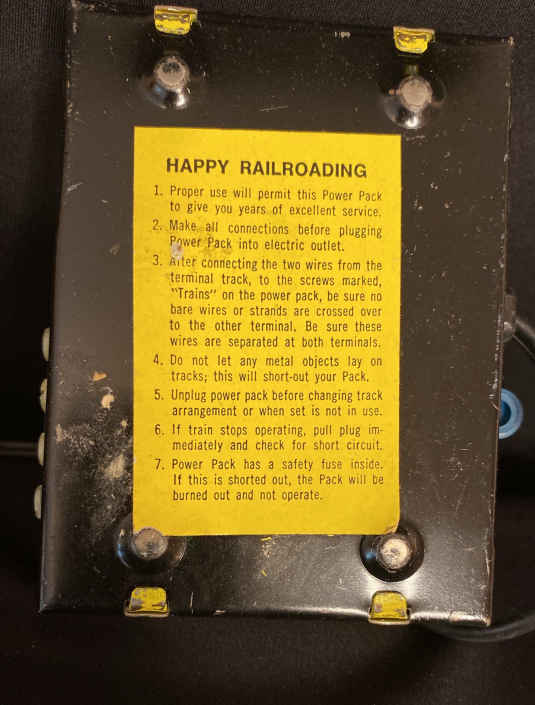 HAPPY RAILROADING
1. Proper use will permit this Power Pack
to give you years of excellent service.
2. Make all connections before plugging
Power Pack into electric outlet.
3. After connecting the two wires from the
terminal track, to the screws marked,
"Trains" on the power pack, be sure no
bare wires or strands are crossed over
to the other terminal. Be sure these
wires are separated at both terminals.
4. Do not let any metal objects lay on
tracks; this will short-out your Pack.
5. Unplug power pack before changing track
arrangement or when set is not in use.
6. If train stops operating, pull plug im-
mediately and check for short circuit.
7. Power Pack has a safety fuse inside.
If this is shorted out, the Pack will be
burned out and not operate.